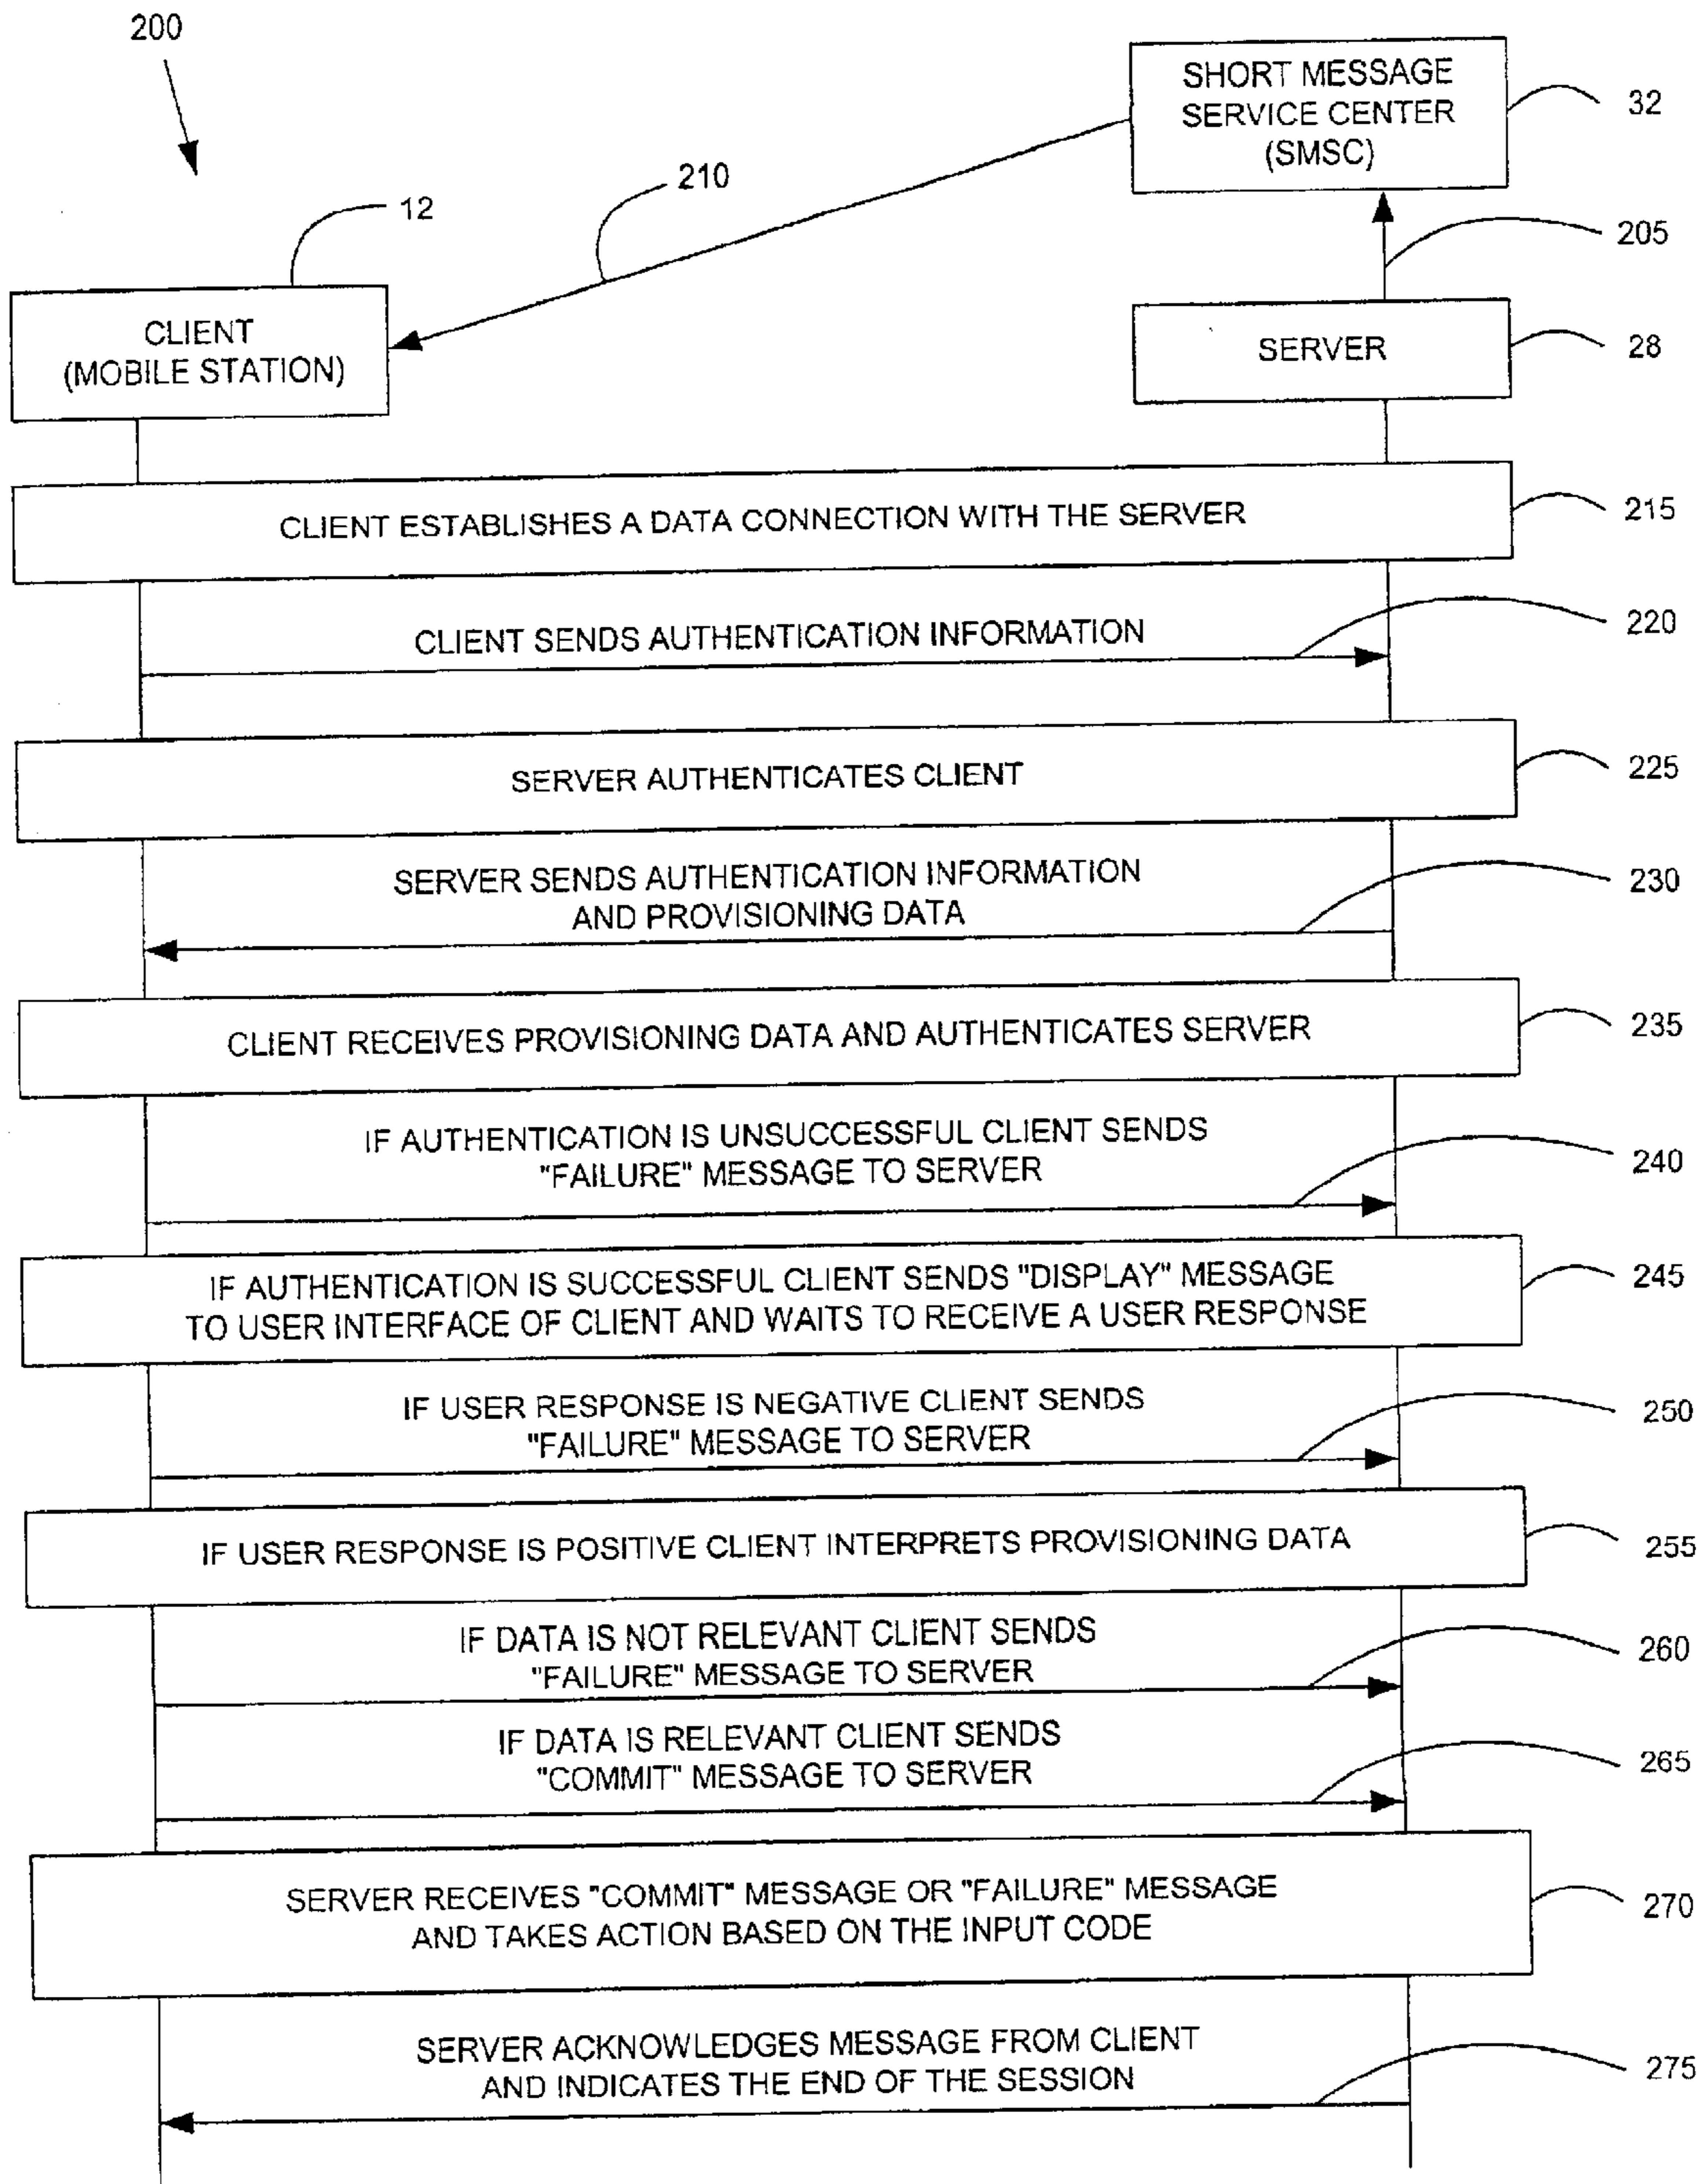 200
SHORT MESSAGE
SERVICE CENTER
(SMSC)
32
210
12
205
CLIENT
(MOBILE STATION)
SERVER
28
CLIENT ESTABLISHES A DATA CONNECTION WITH THE SERVER
215
CLIENT SENDS AUTHENTICATION INFORMATION
220
SERVER AUTHENTICATES CLIENT
225
SERVER SENDS AUTHENTICATION INFORMATION
AND PROVISIONING DATA
230
CLIENT RECEIVES PROVISIONING DATA AND AUTHENTICATES SERVER
235
IF AUTHENTICATION IS UNSUCCESSFUL CLIENT SENDS
"FAILURE" MESSAGE TO SERVER
240
IF AUTHENTICATION IS SUCCESSFUL CLIENT SENDS "DISPLAY" MESSAGE
TO USER INTERFACE OF CLIENT AND WAITS TO RECEIVE A USER RESPONSE
245
IF USER RESPONSE IS NEGATIVE CLIENT SENDS
"FAILURE" MESSAGE TO SERVER
250
IF USER RESPONSE IS POSITIVE CLIENT INTERPRETS PROVISIONING DATA
255
IF DATA IS NOT RELEVANT CLIENT SENDS
"FAILURE" MESSAGE TO SERVER
260
IF DATA IS RELEVANT CLIENT SENDS
"COMMIT" MESSAGE TO SERVER
265
SERVER RECEIVES "COMMIT" MESSAGE OR "FAILURE" MESSAGE
AND TAKES ACTION BASED ON THE INPUT CODE
270
SERVER ACKNOWLEDGES MESSAGE FROM CLIENT
AND INDICATES THE END OF THE SESSION
275